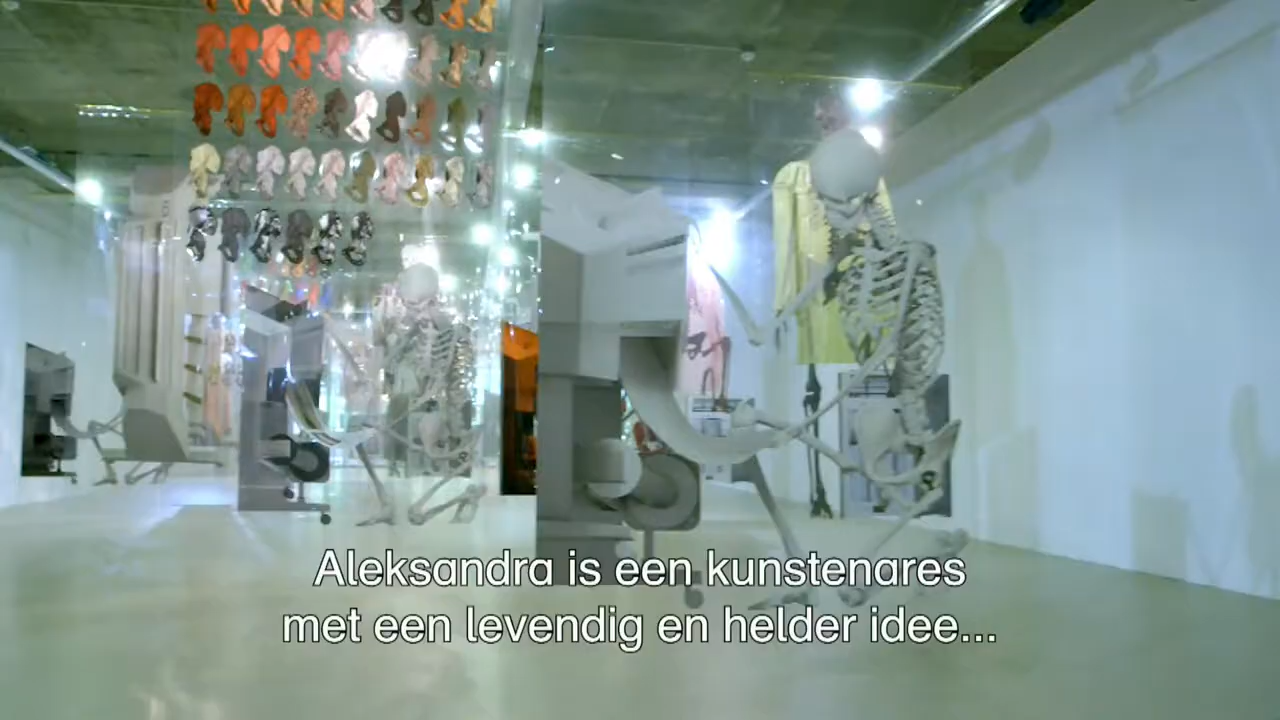 Aleksandra is een kunstenares
met een levendig en helder idee...